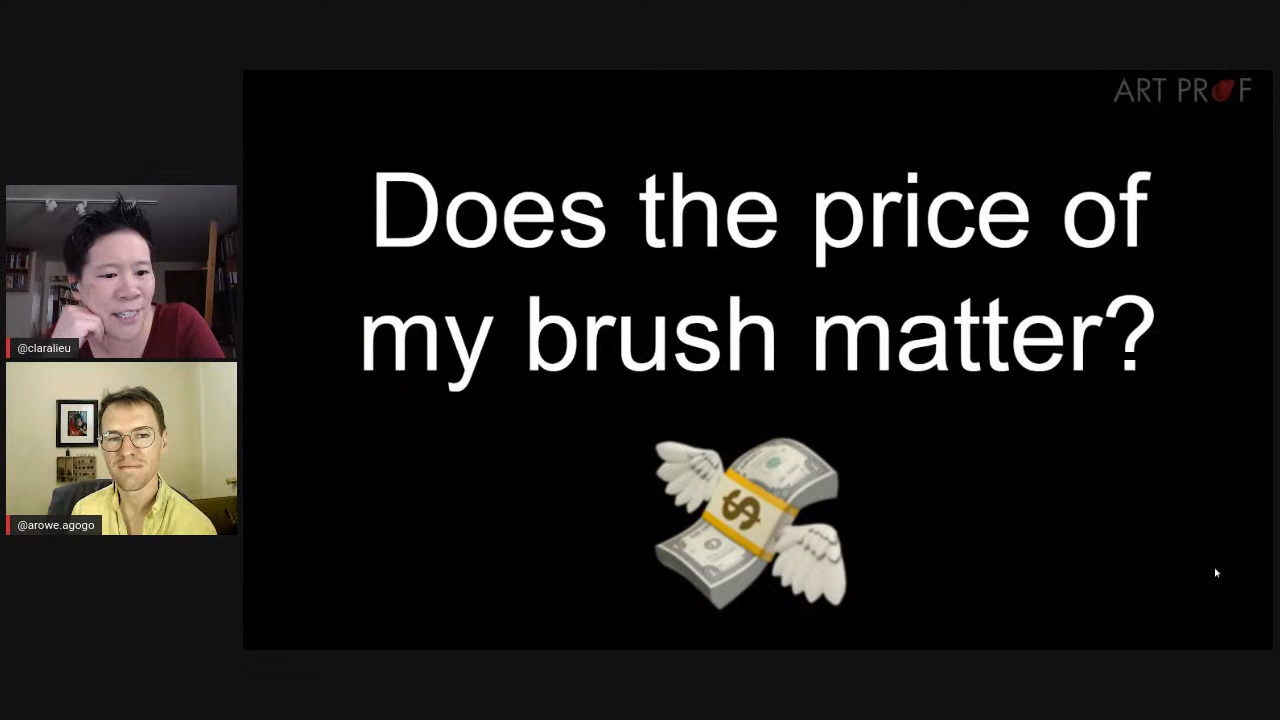 ART PROF
Does the price of
my brush matter?
$
@claralieu
@arowe.agogo